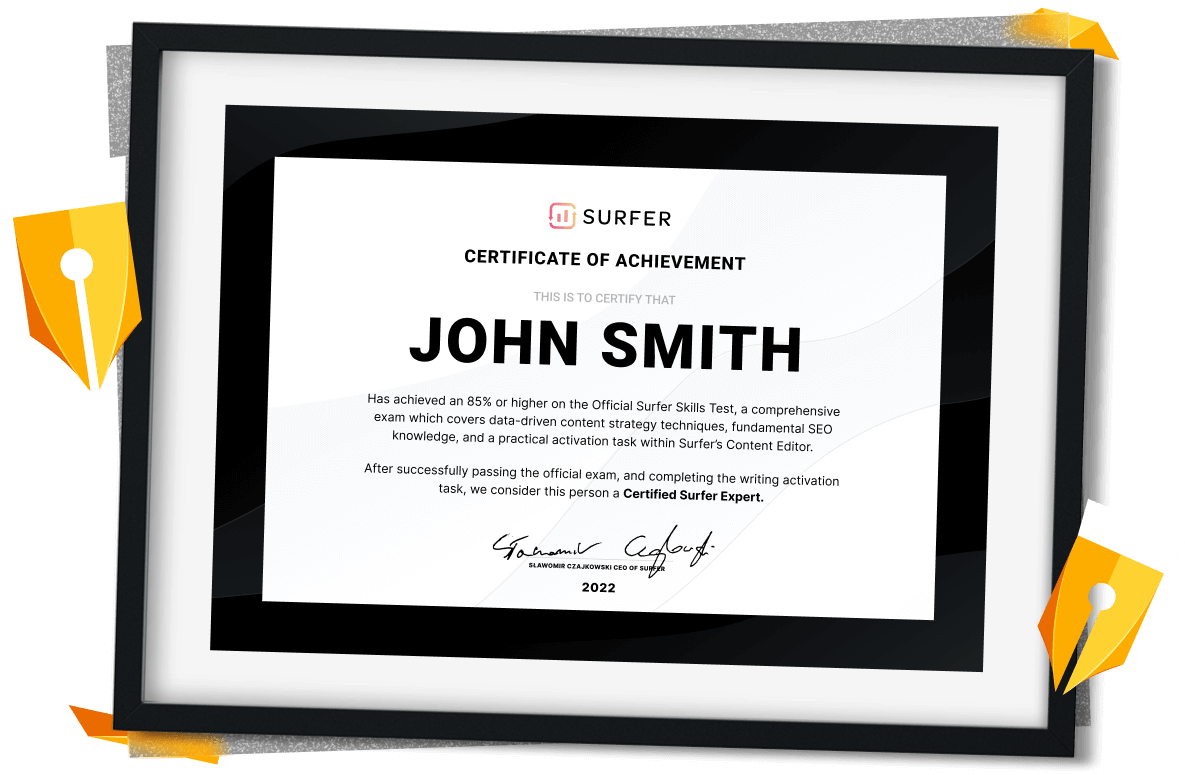 SURFER
CERTIFICATE OF ACHIEVEMENT
THIS IS TO CERTIFY THAT
JOHN SMITH
Has achieved an 85% or higher on the Official Surfer Skills Test, a comprehensive
exam which covers data-driven content strategy techniques, fundamental SEO
knowledge, and a practical activation task within Surfer’s Content Editor.
After successfully passing the official exam, and completing the writing activation
task, we consider this person a Certified Surfer Expert.
SŁAWOMIR CZAJKOWSKI CEO OF SURFER
2022